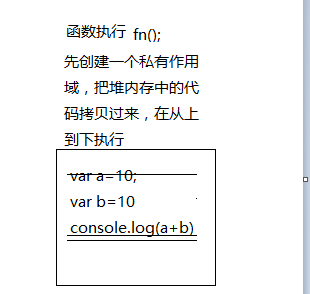 函数执行 fn();
先创建一个私有作用
域，把堆内存中的代
码拷贝过来，在从上
到下执行
var a=10;
var b=10
console.log(a+b)